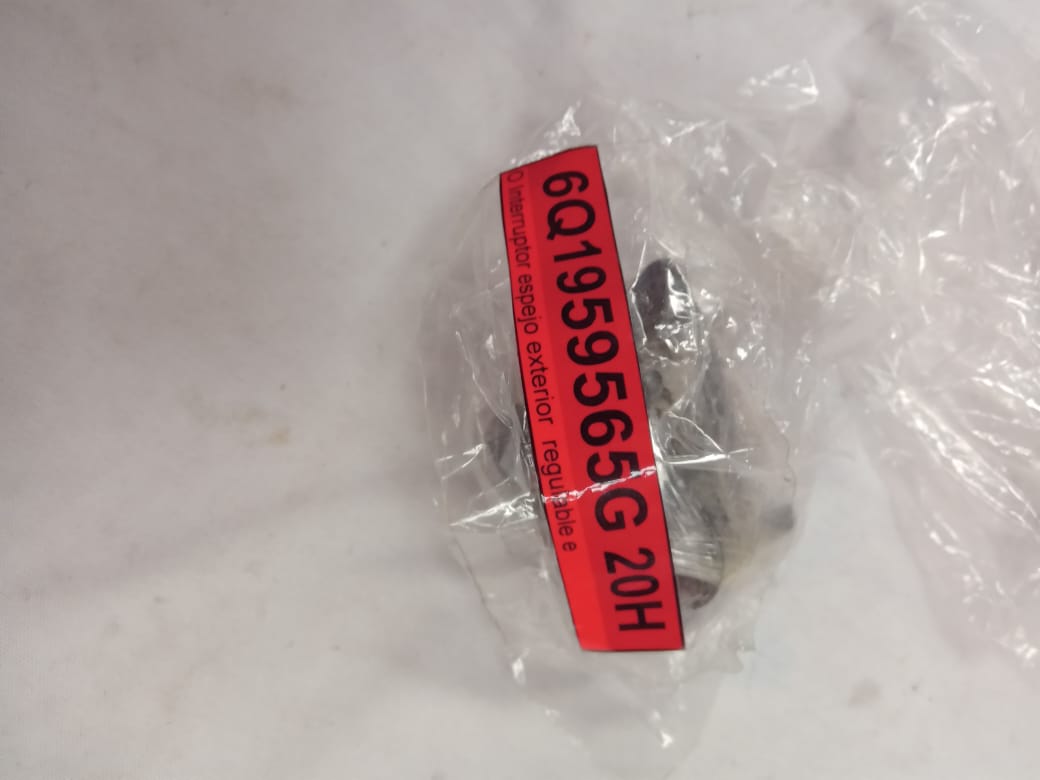 6Q1959565G 20H
O Interruptor espejo exterior regulable e